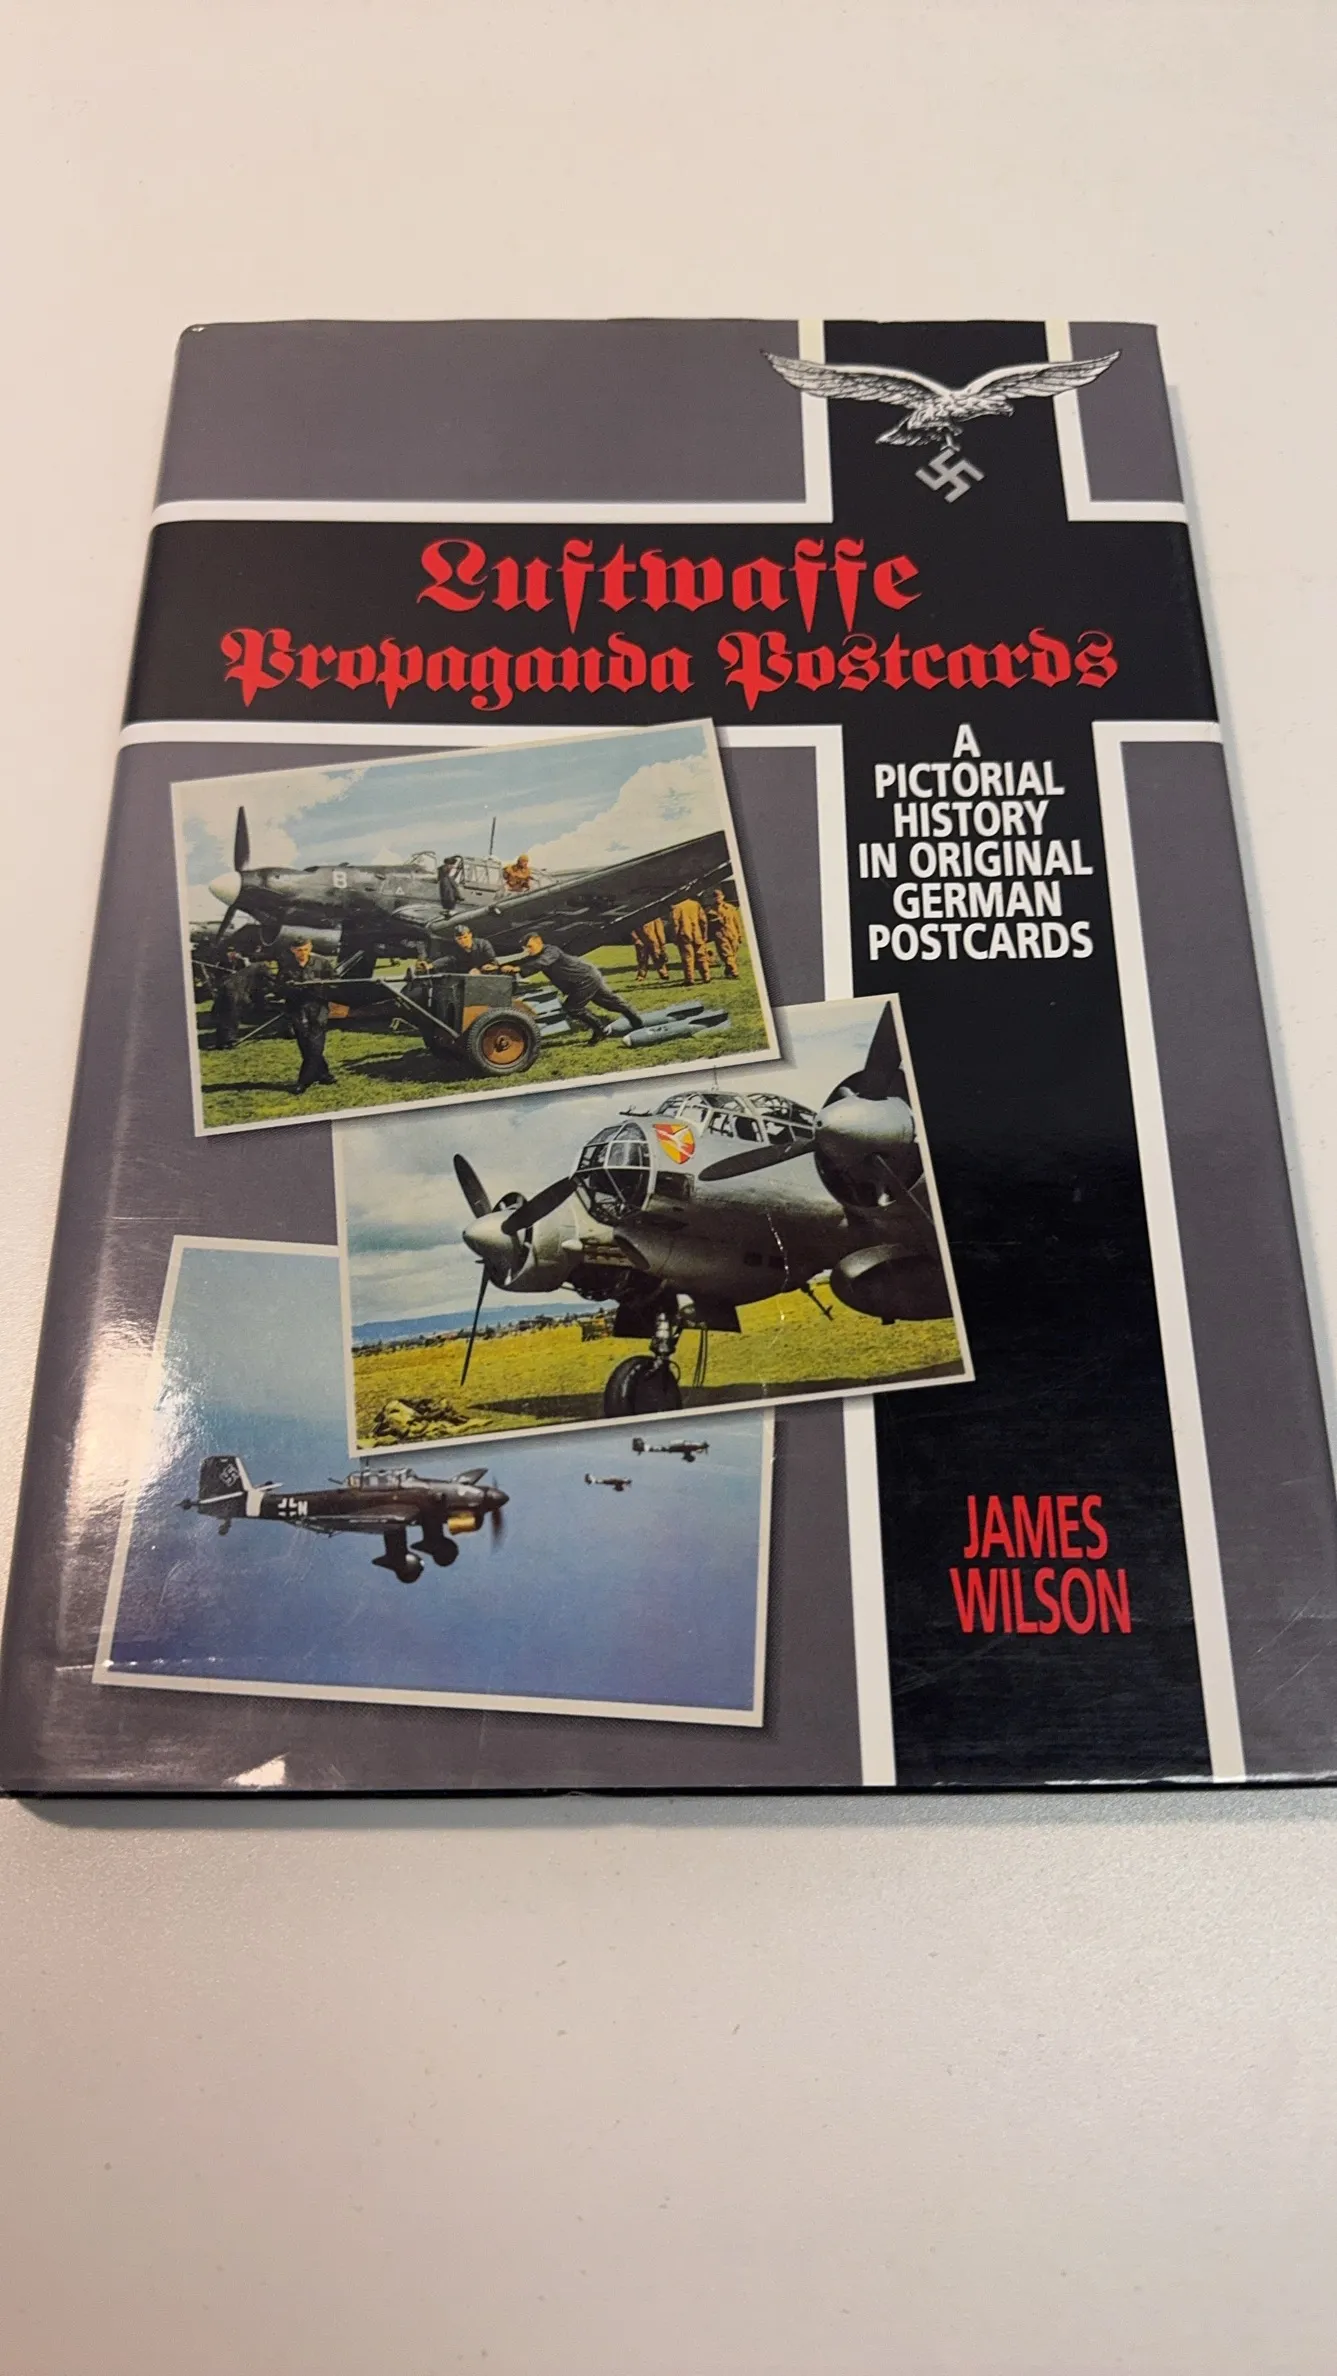 Luftwaffe
Propaganda Postcards
A
PICTORIAL
HISTORY
IN ORIGINAL
GERMAN
POSTCARDS
B
N
JAMES
WILSON